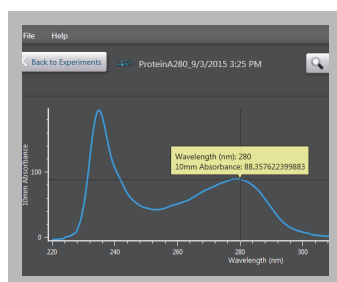 File Help
Back to Experiments
ProteinA280_9/3/2015 3:25 PM
Wavelength (nm): 280
10mm Absorbance: 88.357622399883
10mm Absorbance
100
0
220 240 260 280 300
Wavelength (nm)